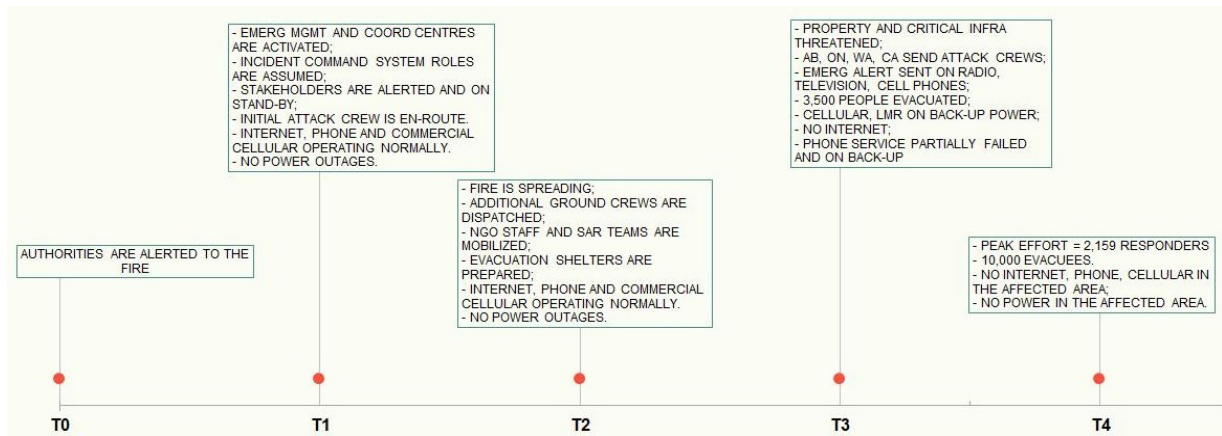 AUTHORITIES ARE ALERTED TO THE
FIRE
- EMERG MGMT AND COORD CENTRES
ARE ACTIVATED;
- INCIDENT COMMAND SYSTEM ROLES
ARE ASSUMED;
- STAKEHOLDERS ARE ALERTED AND ON
STAND-BY;
- INITIAL ATTACK CREW IS EN-ROUTE.
- INTERNET, PHONE AND COMMERCIAL
CELLULAR OPERATING NORMALLY.
- NO POWER OUTAGES.
- FIRE IS SPREADING;
- ADDITIONAL GROUND CREWS ARE
DISPATCHED;
- NGO STAFF AND SAR TEAMS ARE
MOBILIZED;
- EVACUATION SHELTERS ARE
PREPARED;
- INTERNET, PHONE AND COMMERCIAL
CELLULAR OPERATING NORMALLY.
- NO POWER OUTAGES.
- PROPERTY AND CRITICAL INFRA
THREATENED;
- AB, ON, WA, CA SEND ATTACK CREWS;
- EMERG ALERT SENT ON RADIO,
TELEVISION, CELL PHONES;
- 3,500 PEOPLE EVACUATED;
- CELLULAR, LMR ON BACK-UP POWER;
- NO INTERNET;
- PHONE SERVICE PARTIALLY FAILED
AND ON BACK-UP
- PEAK EFFORT = 2,159 RESPONDERS
- 10,000 EVACUEES.
- NO INTERNET, PHONE, CELLULAR IN
THE AFFECTED AREA;
- NO POWER IN THE AFFECTED AREA.
T0
T1
T2
T3
T4